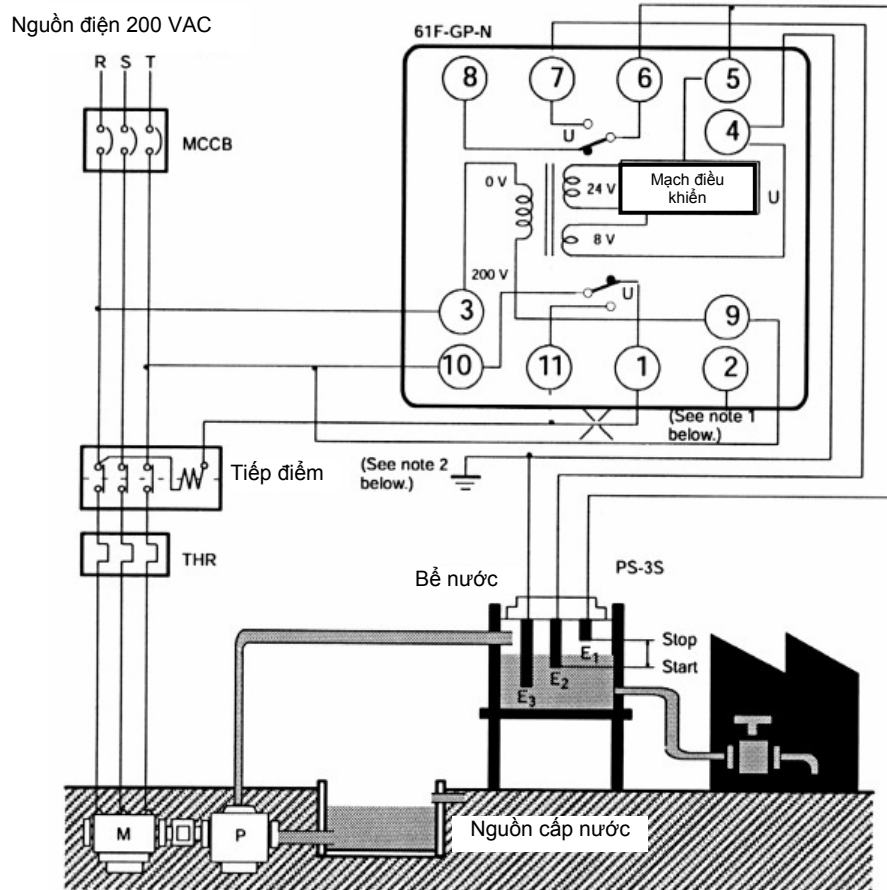 Nguồn điện 200 VAC
61F-GP-N
R S T
8 7 6 5
4
MCCB
U
0 V
24 V
Mạch điều
khiển
U
8 V
200 V
U
3
9
10 11 1 2
(See note 1
below.)
Tiếp điểm
(See note 2
below.)
THR
Bể nước
PS-3S
E1
Stop
E2
Start
E3
M
P
Nguồn cấp nước